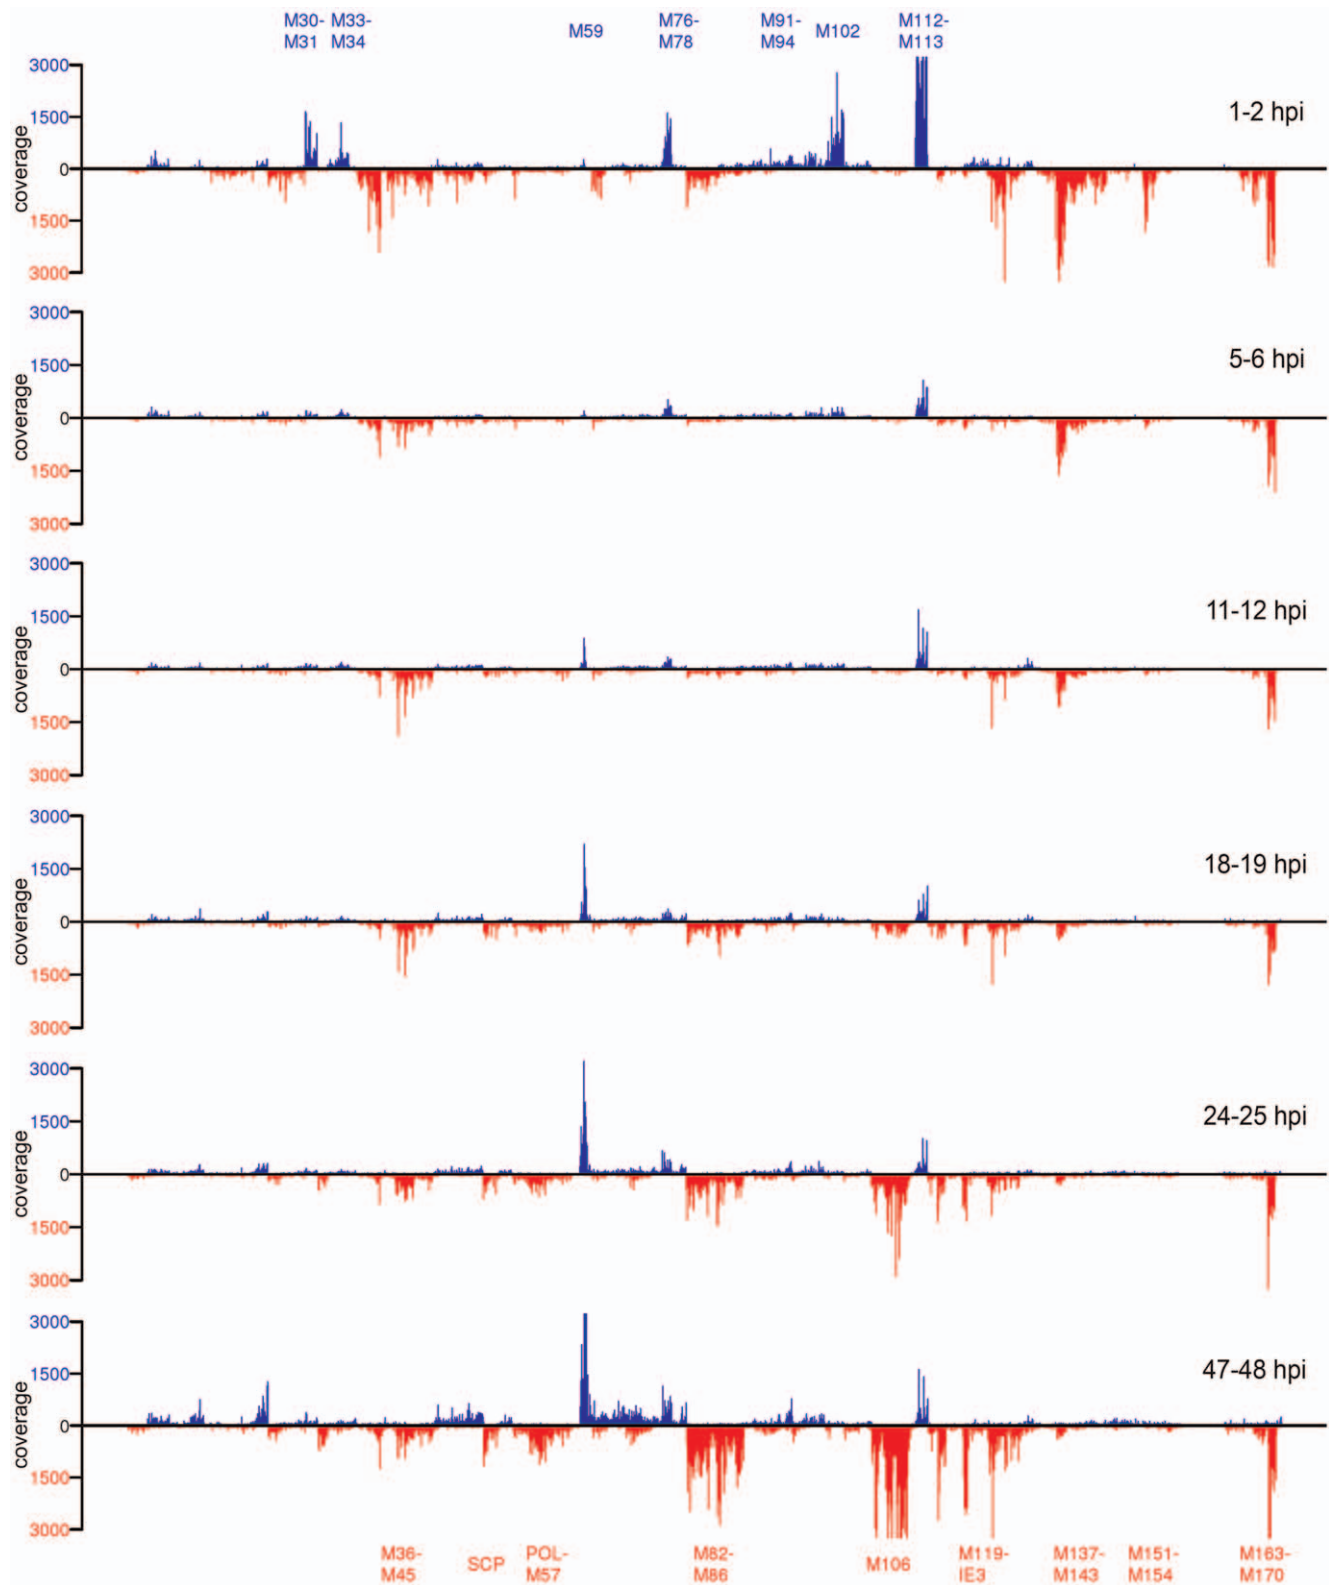 M30- M33- M59 M76- M91- M102 M112-
M31 M34 M78 M94 M113
3000
1500
0
1500
3000
coverage
1-2 hpi
3000
1500
0
1500
3000
coverage
5-6 hpi
3000
1500
0
1500
3000
coverage
11-12 hpi
3000
1500
0
1500
3000
coverage
18-19 hpi
3000
1500
0
1500
3000
coverage
24-25 hpi
3000
1500
0
1500
3000
coverage
47-48 hpi
M36- SCP POL- M82- M106 M119- M137- M151- M163-
M45 M57 M86 IE3 M143 M154 M170